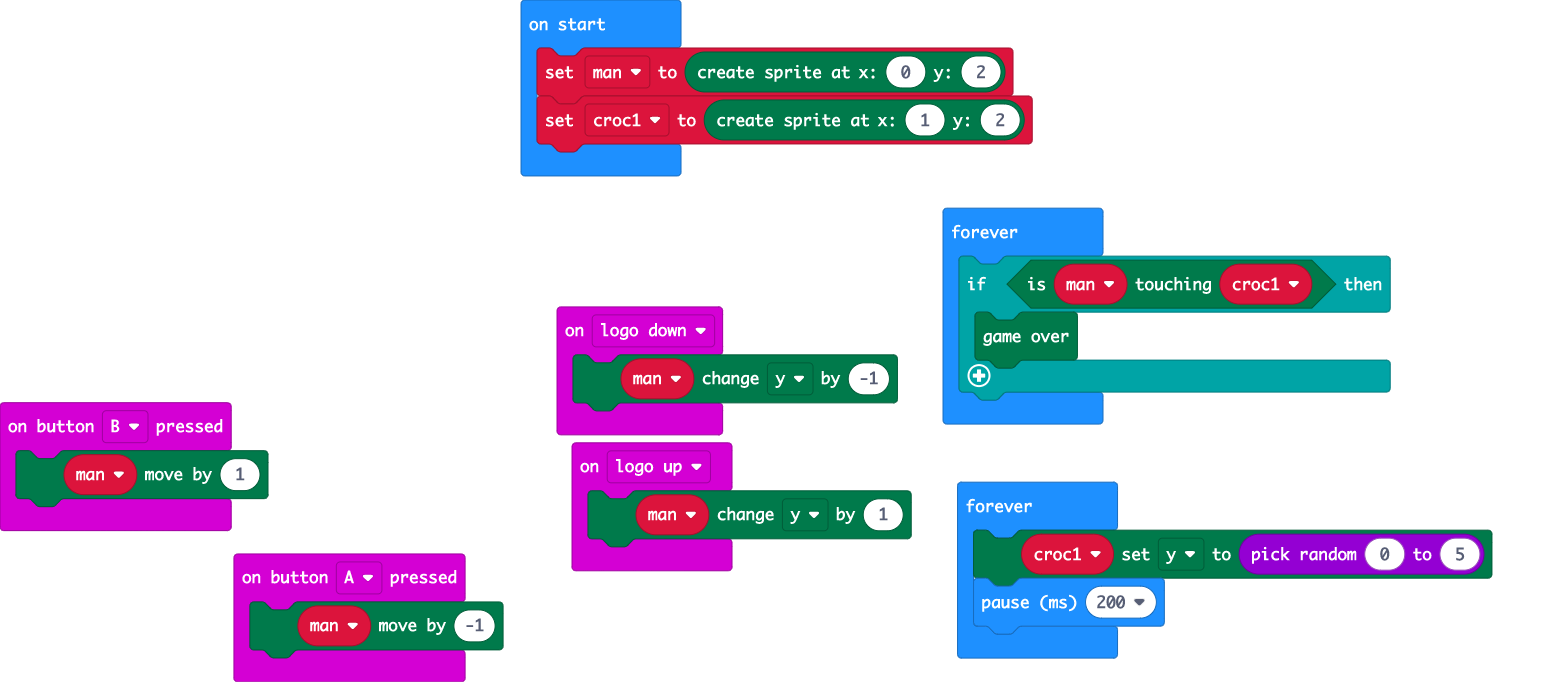 on start
set man to create sprite at x: 0 y: 2
set croc1 to create sprite at x: 1 y: 2
forever
if is man touching croc1 then
game over
on logo down
man change y by -1
on button B pressed
man move by 1
on logo up
man change y by 1
forever
croc1 set y to pick random 0 to 5
pause (ms) 200
on button A pressed
man move by -1